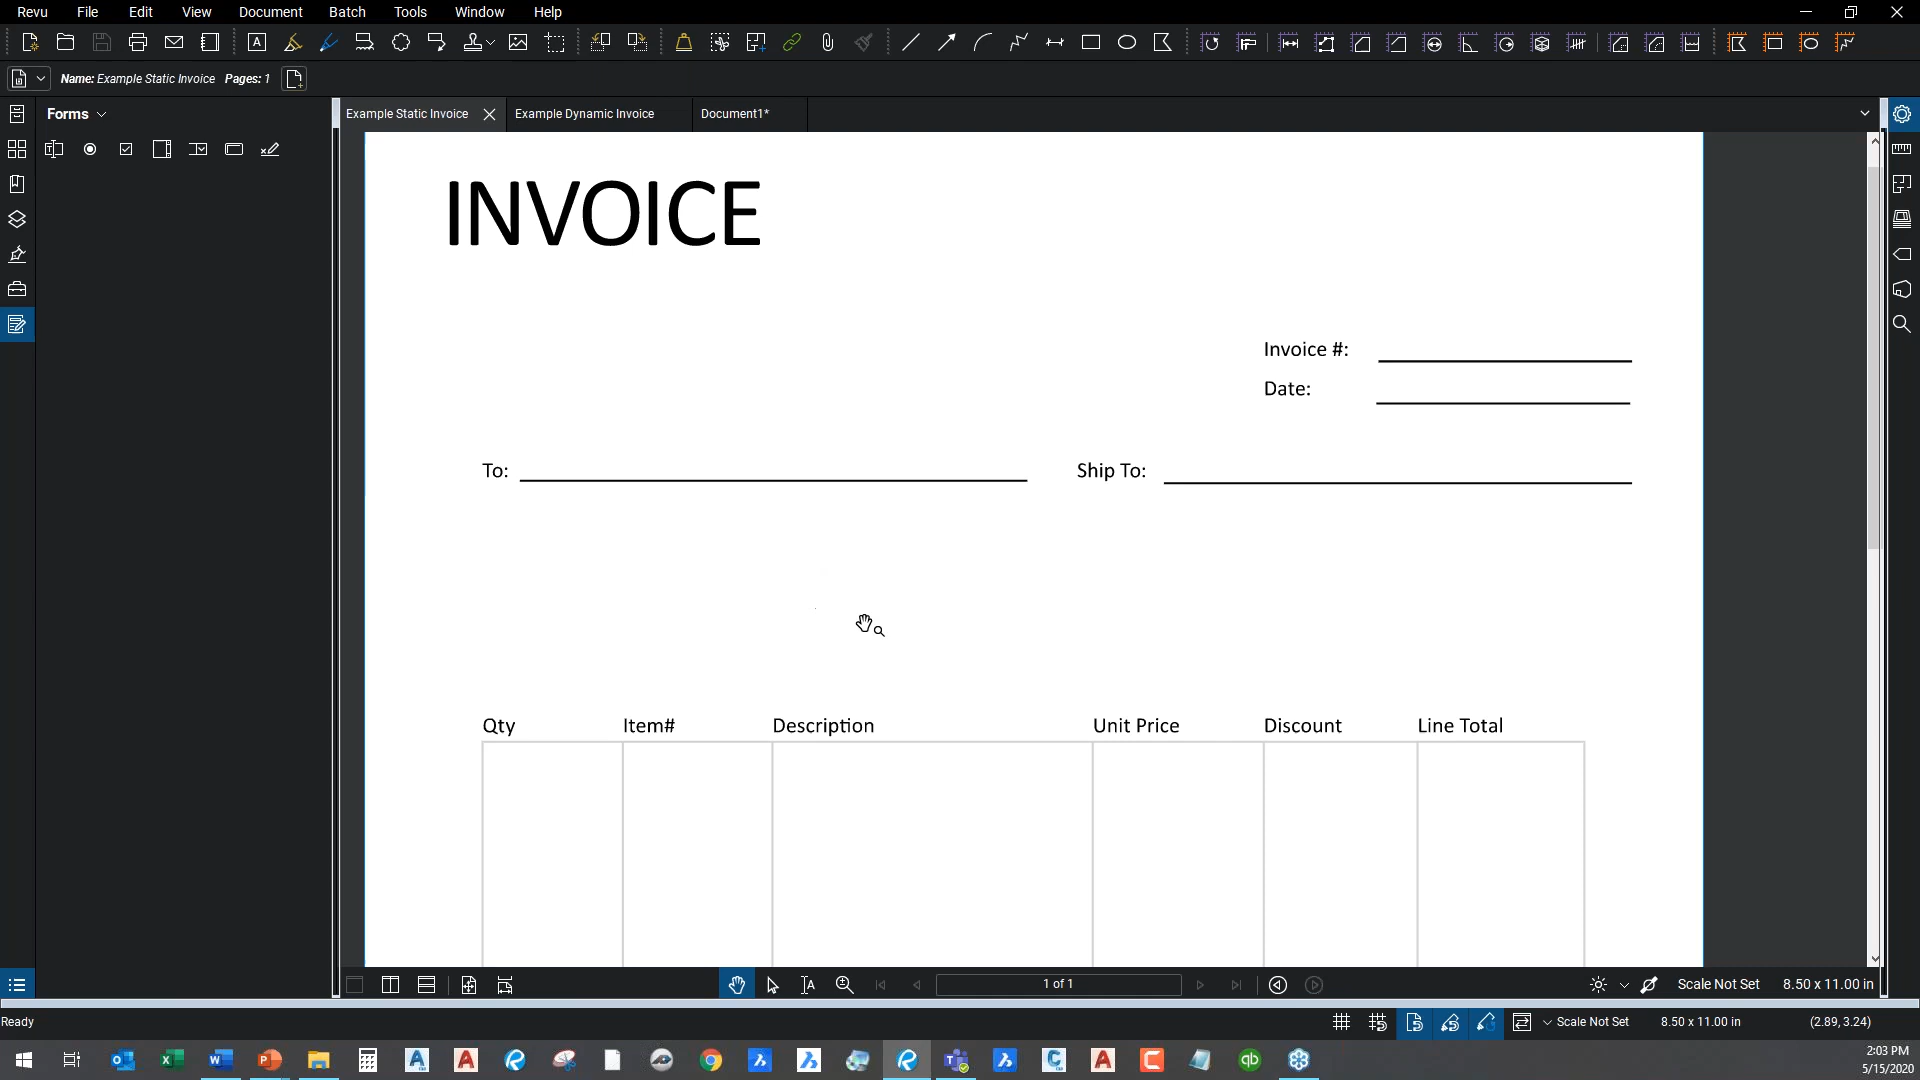 Revu File Edit View Document Batch Tools Window Help
Name: Example Static Invoice Pages: 1
Forms
Example Static Invoice Example Dynamic Invoice Document1*
INVOICE
Invoice #:
Date:
To: Ship To:
Qty Item# Description Unit Price Discount Line Total
1 of 1 Scale Not Set 8.50 x 11.00 in
Ready Scale Not Set 8.50 x 11.00 in (2.89, 3.24)
2:03 PM
5/15/2020